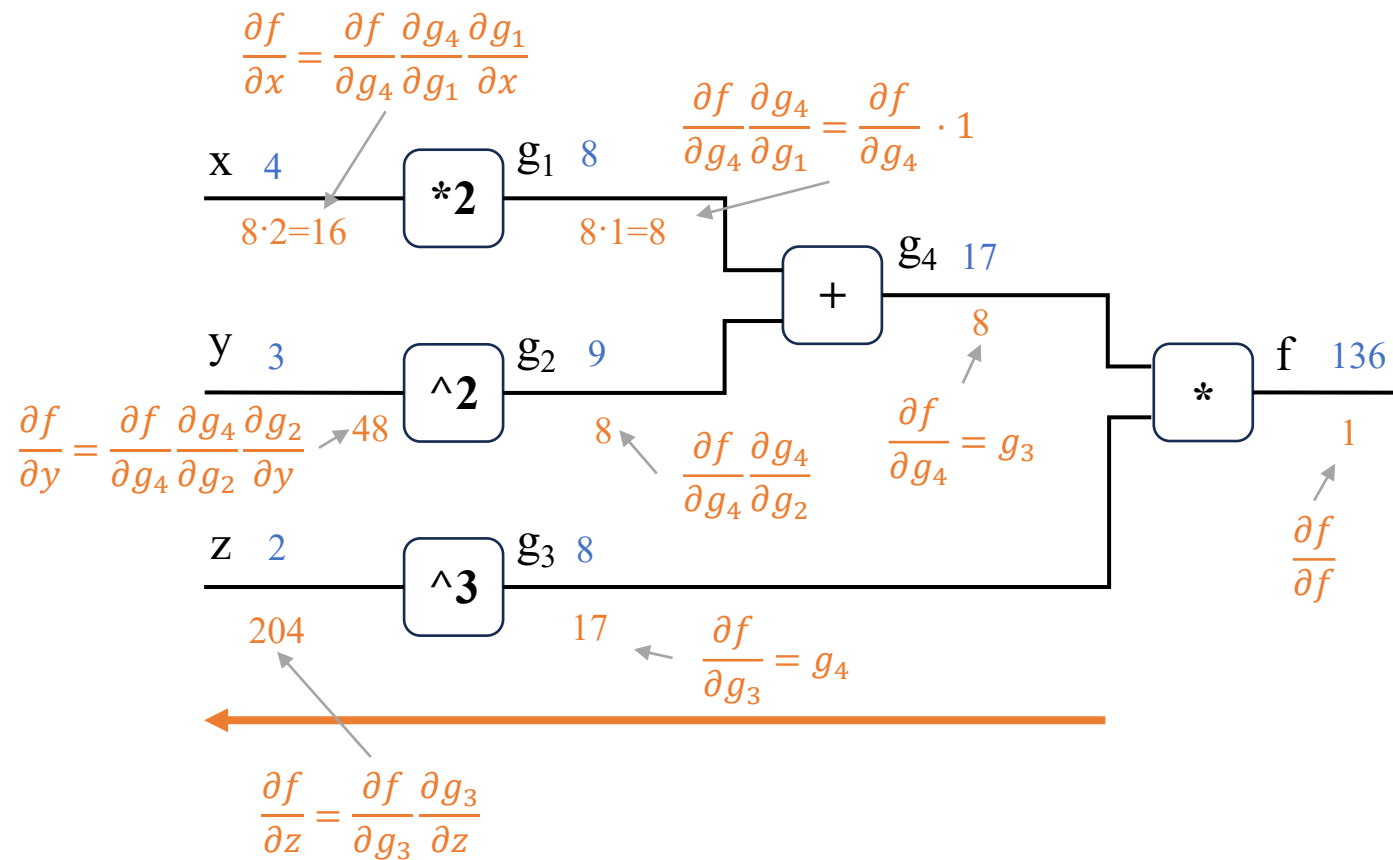 ∂f/∂x = ∂f/∂g₄ ∂g₄/∂g₁ ∂g₁/∂x
∂f/∂g₄ ∂g₄/∂g₁ = ∂f/∂g₄ · 1
x 4
*2
g₁ 8
8·2=16
8·1=8
g₄ 17
+
8
y 3
^2
g₂ 9
*
f 136
∂f/∂y = ∂f/∂g₄ ∂g₄/∂g₂ ∂g₂/∂y
48
8
∂f/∂g₄ ∂g₄/∂g₂
∂f/∂g₄ = g₃
1
∂f/∂f
z 2
^3
g₃ 8
204
17
∂f/∂g₃ = g₄
∂f/∂z = ∂f/∂g₃ ∂g₃/∂z